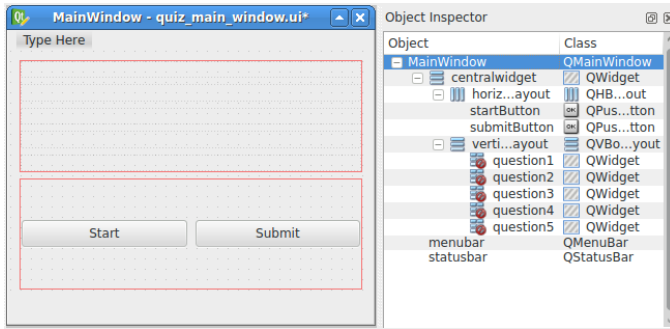 MainWindow - quiz_main_window.ui*
Type Here
Start Submit
Object Inspector
Object Class
MainWindow QMainWindow
centralwidget QWidget
horiz...ayout QHB...out
startButton QPus...tton
submitButton QPus...tton
verti...ayout QVBo...yout
question1 QWidget
question2 QWidget
question3 QWidget
question4 QWidget
question5 QWidget
menubar QMenuBar
statusbar QStatusBar